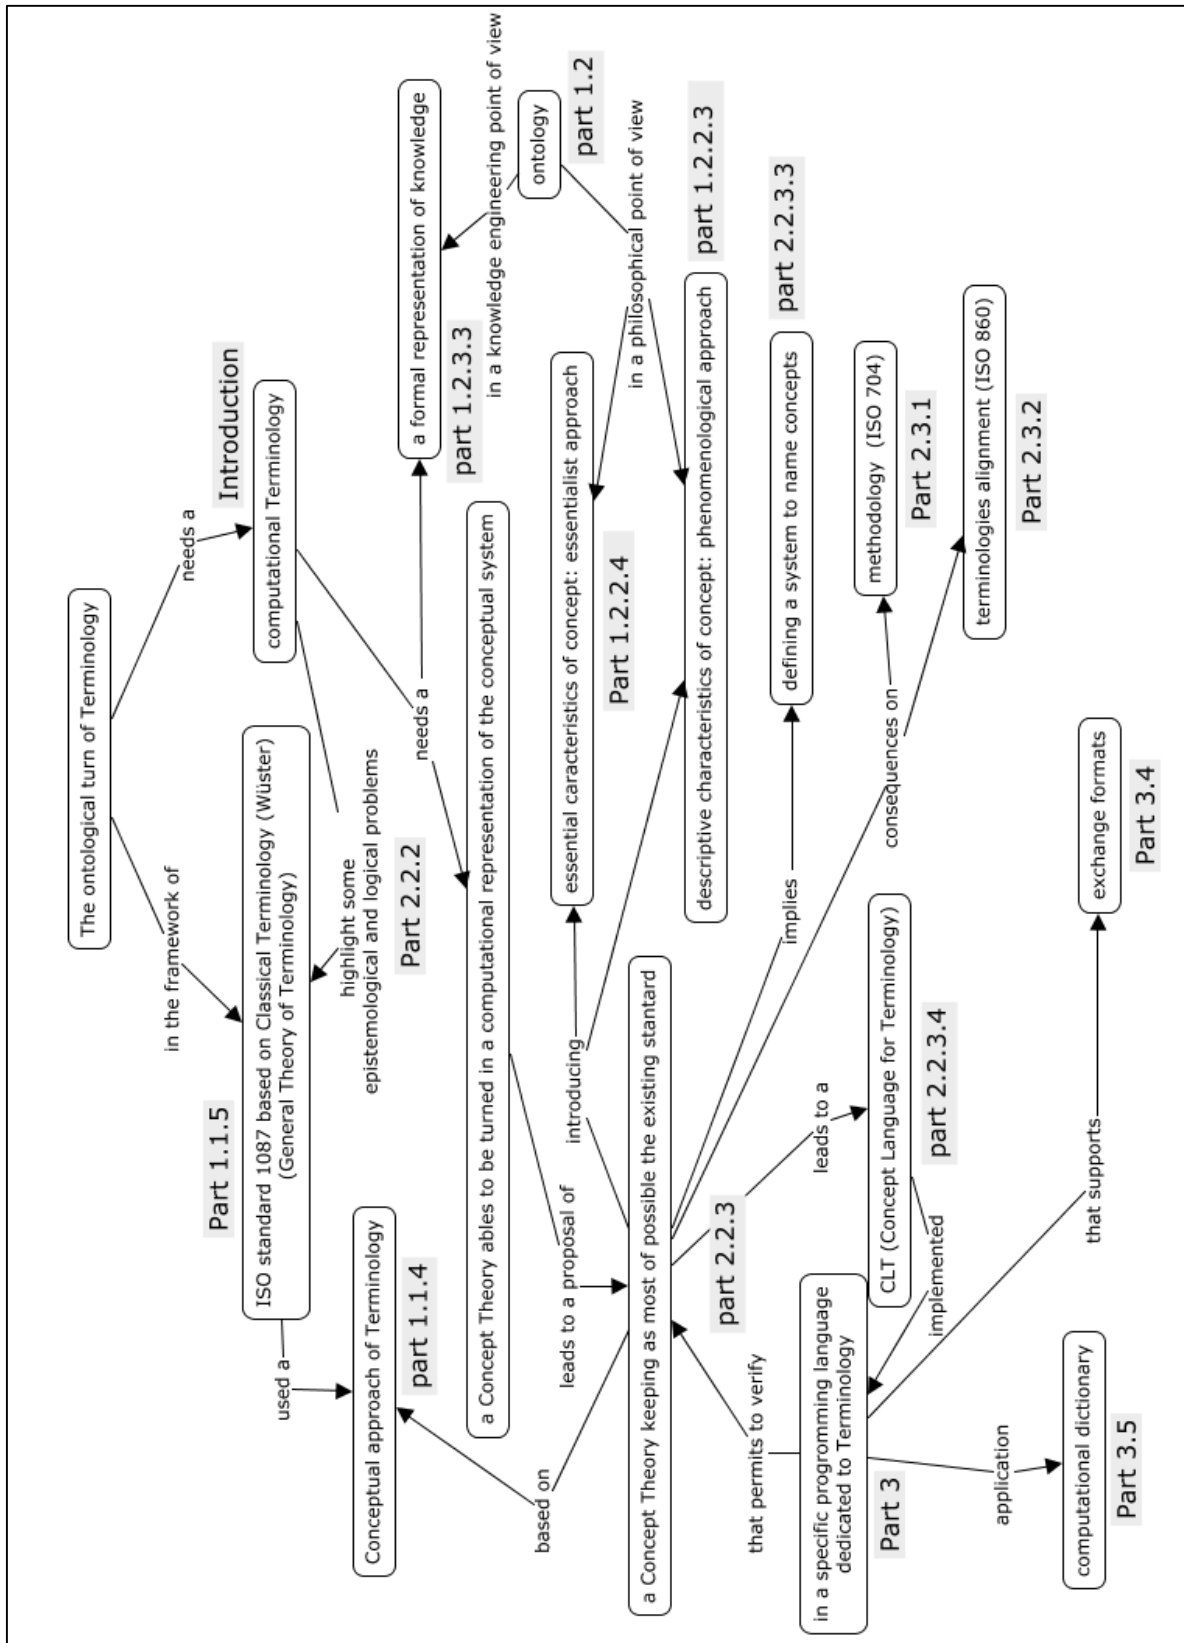 The ontological turn of Terminology
in the framework of
needs a
Part 1.1.5
Introduction
ISO standard 1087 based on Classical Terminology (Wüster)
(General Theory of Terminology)
computational Terminology
used a
highlight some
epistemological and logical problems
Part 2.2.2
needs a
Conceptual approach of Terminology
part 1.1.4
a formal representation of knowledge
part 1.2.3.3
a Concept Theory ables to be turned in a computational representation of the conceptual system
in a knowledge engineering point of view
ontology
part 1.2
based on
leads to a proposal of
introducing
essential caracteristics of concept: essentialist approach
Part 1.2.2.4
in a philosophical point of view
a Concept Theory keeping as most of possible the existing stantard
part 2.2.3
descriptive characteristics of concept: phenomenological approach
part 1.2.2.3
that permits to verify
leads to a
implies
defining a system to name concepts
part 2.2.3.3
in a specific progrmming language
dedicated to Terminology
Part 3
CLT (Concept Language for Terminology)
part 2.2.3.4
implemented
consequences on
methodology (ISO 704)
Part 2.3.1
terminologies alignment (ISO 860)
Part 2.3.2
application
that supports
computational dictionary
Part 3.5
exchange formats
Part 3.4